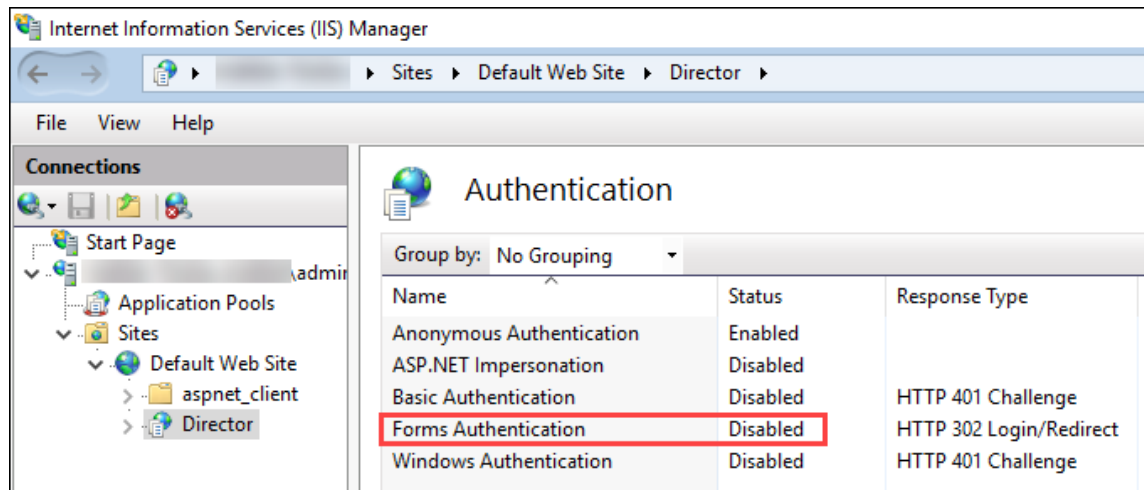 Internet Information Services (IIS) Manager
Sites Default Web Site Director
File View Help
Connections
Start Page
\admin
Application Pools
Sites
Default Web Site
aspnet_client
Director
Authentication
Group by: No Grouping
Name Status Response Type
Anonymous Authentication Enabled
ASP.NET Impersonation Disabled
Basic Authentication Disabled HTTP 401 Challenge
Forms Authentication Disabled HTTP 302 Login/Redirect
Windows Authentication Disabled HTTP 401 Challenge